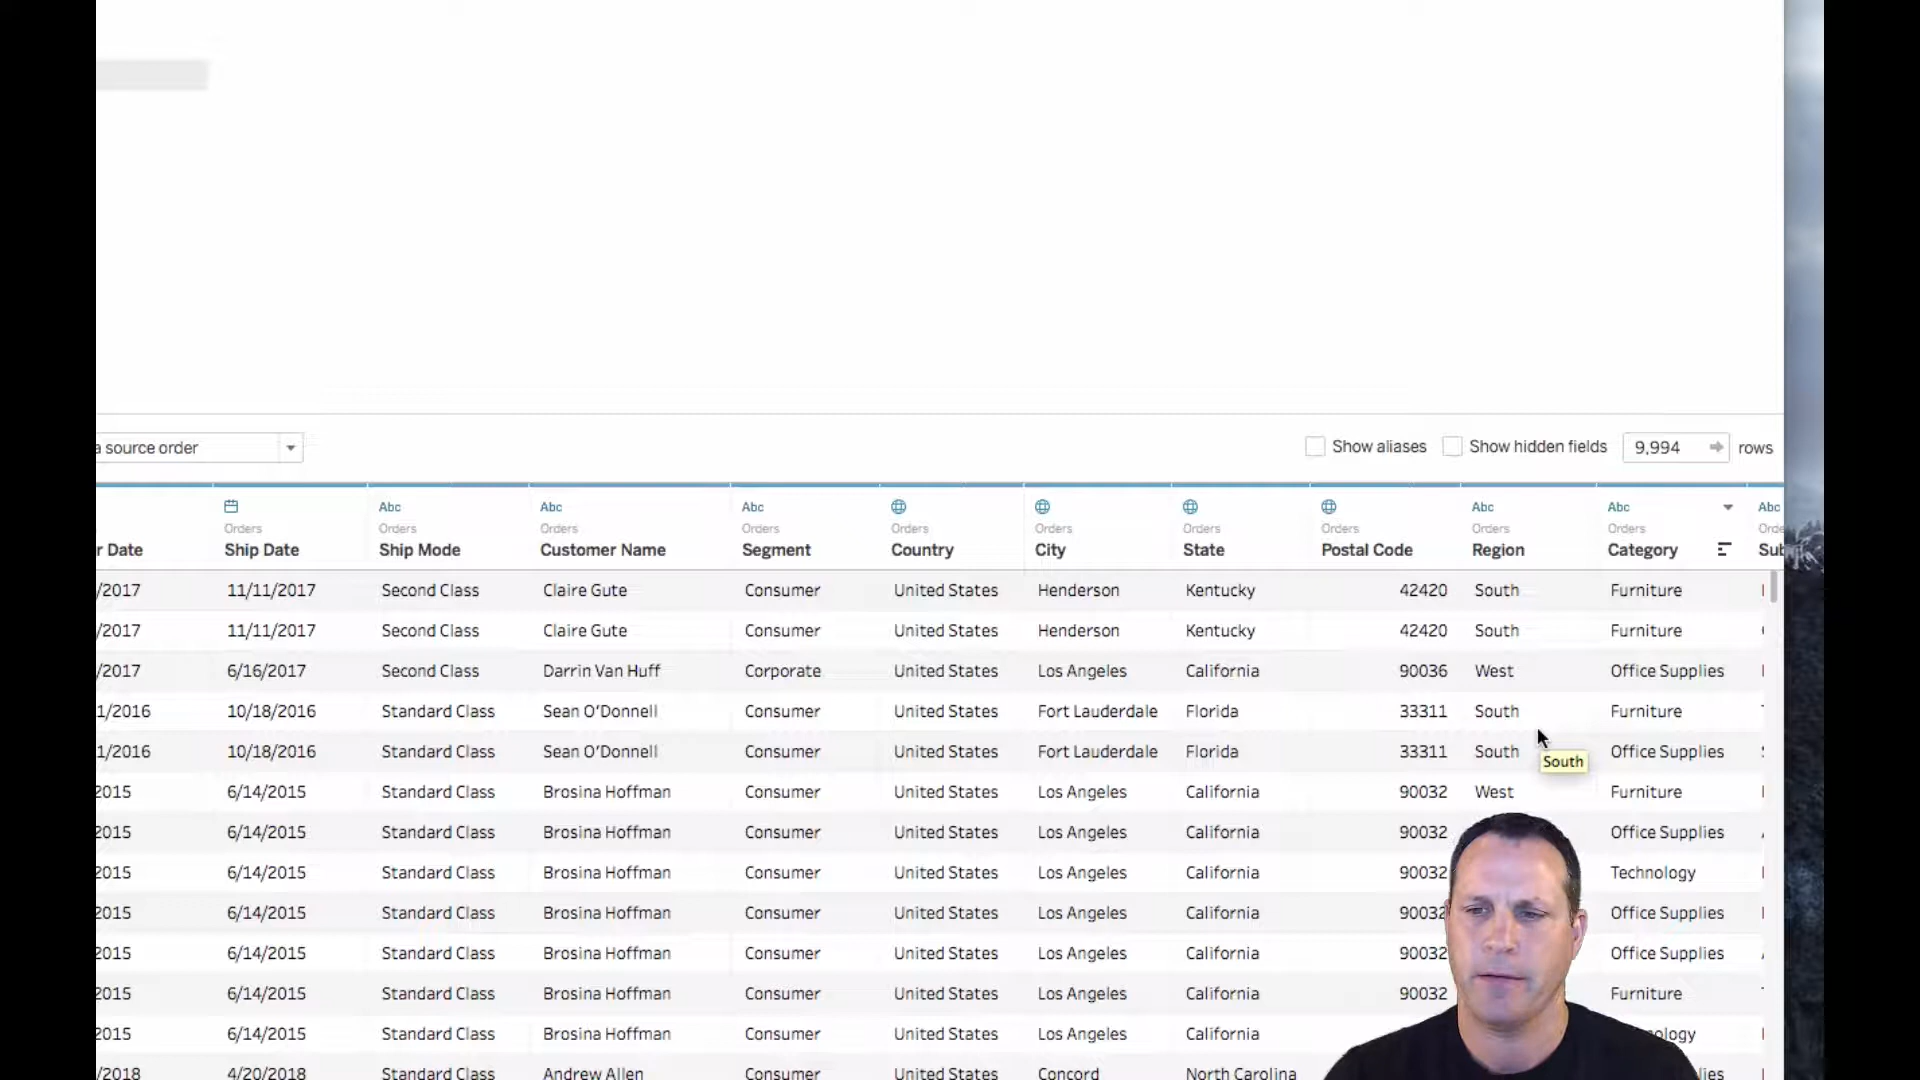 a source order Show aliases Show hidden fields 9,994 rows
Abc Abc Abc Abc Abc Abc
Orders Orders Orders Orders Orders Orders Orders Orders Orders Orders
r Date Ship Date Ship Mode Customer Name Segment Country City State Postal Code Region Category Sub
/2017 11/11/2017 Second Class Claire Gute Consumer United States Henderson Kentucky 42420 South Furniture
/2017 11/11/2017 Second Class Claire Gute Consumer United States Henderson Kentucky 42420 South Furniture
/2017 6/16/2017 Second Class Darrin Van Huff Corporate United States Los Angeles California 90036 West Office Supplies
1/2016 10/18/2016 Standard Class Sean O'Donnell Consumer United States Fort Lauderdale Florida 33311 South Furniture
1/2016 10/18/2016 Standard Class Sean O'Donnell Consumer United States Fort Lauderdale Florida 33311 South Office Supplies
South
2015 6/14/2015 Standard Class Brosina Hoffman Consumer United States Los Angeles California 90032 West Furniture
2015 6/14/2015 Standard Class Brosina Hoffman Consumer United States Los Angeles California 90032 Office Supplies
2015 6/14/2015 Standard Class Brosina Hoffman Consumer United States Los Angeles California 90032 Technology
2015 6/14/2015 Standard Class Brosina Hoffman Consumer United States Los Angeles California 90032 Office Supplies
2015 6/14/2015 Standard Class Brosina Hoffman Consumer United States Los Angeles California 90032 Office Supplies
2015 6/14/2015 Standard Class Brosina Hoffman Consumer United States Los Angeles California 90032 Furniture
2015 6/14/2015 Standard Class Brosina Hoffman Consumer United States Los Angeles California ology
/2018 4/20/2018 Standard Class Andrew Allen Consumer United States Concord North Carolina lies